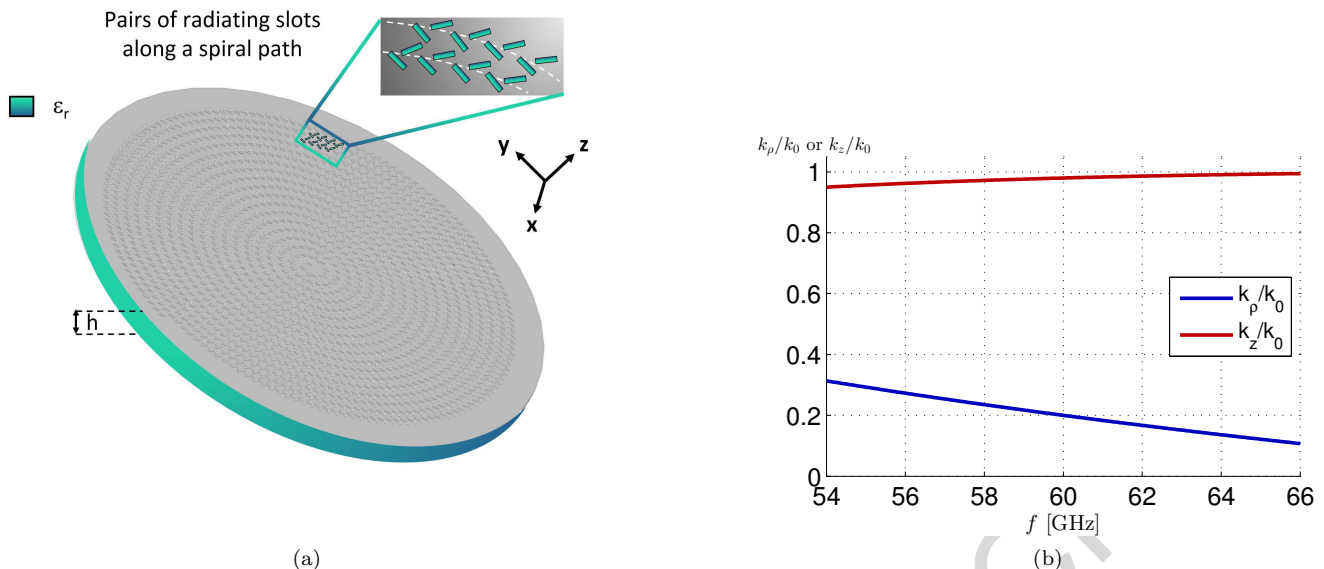 Pairs of radiating slots
along a spiral path
εr
y
z
x
h
(a)
kρ/k0 or kz/k0
1
0.8
0.6
0.4
0.2
0
kρ/k0
kz/k0
54 56 58 60 62 64 66
f [GHz]
(b)